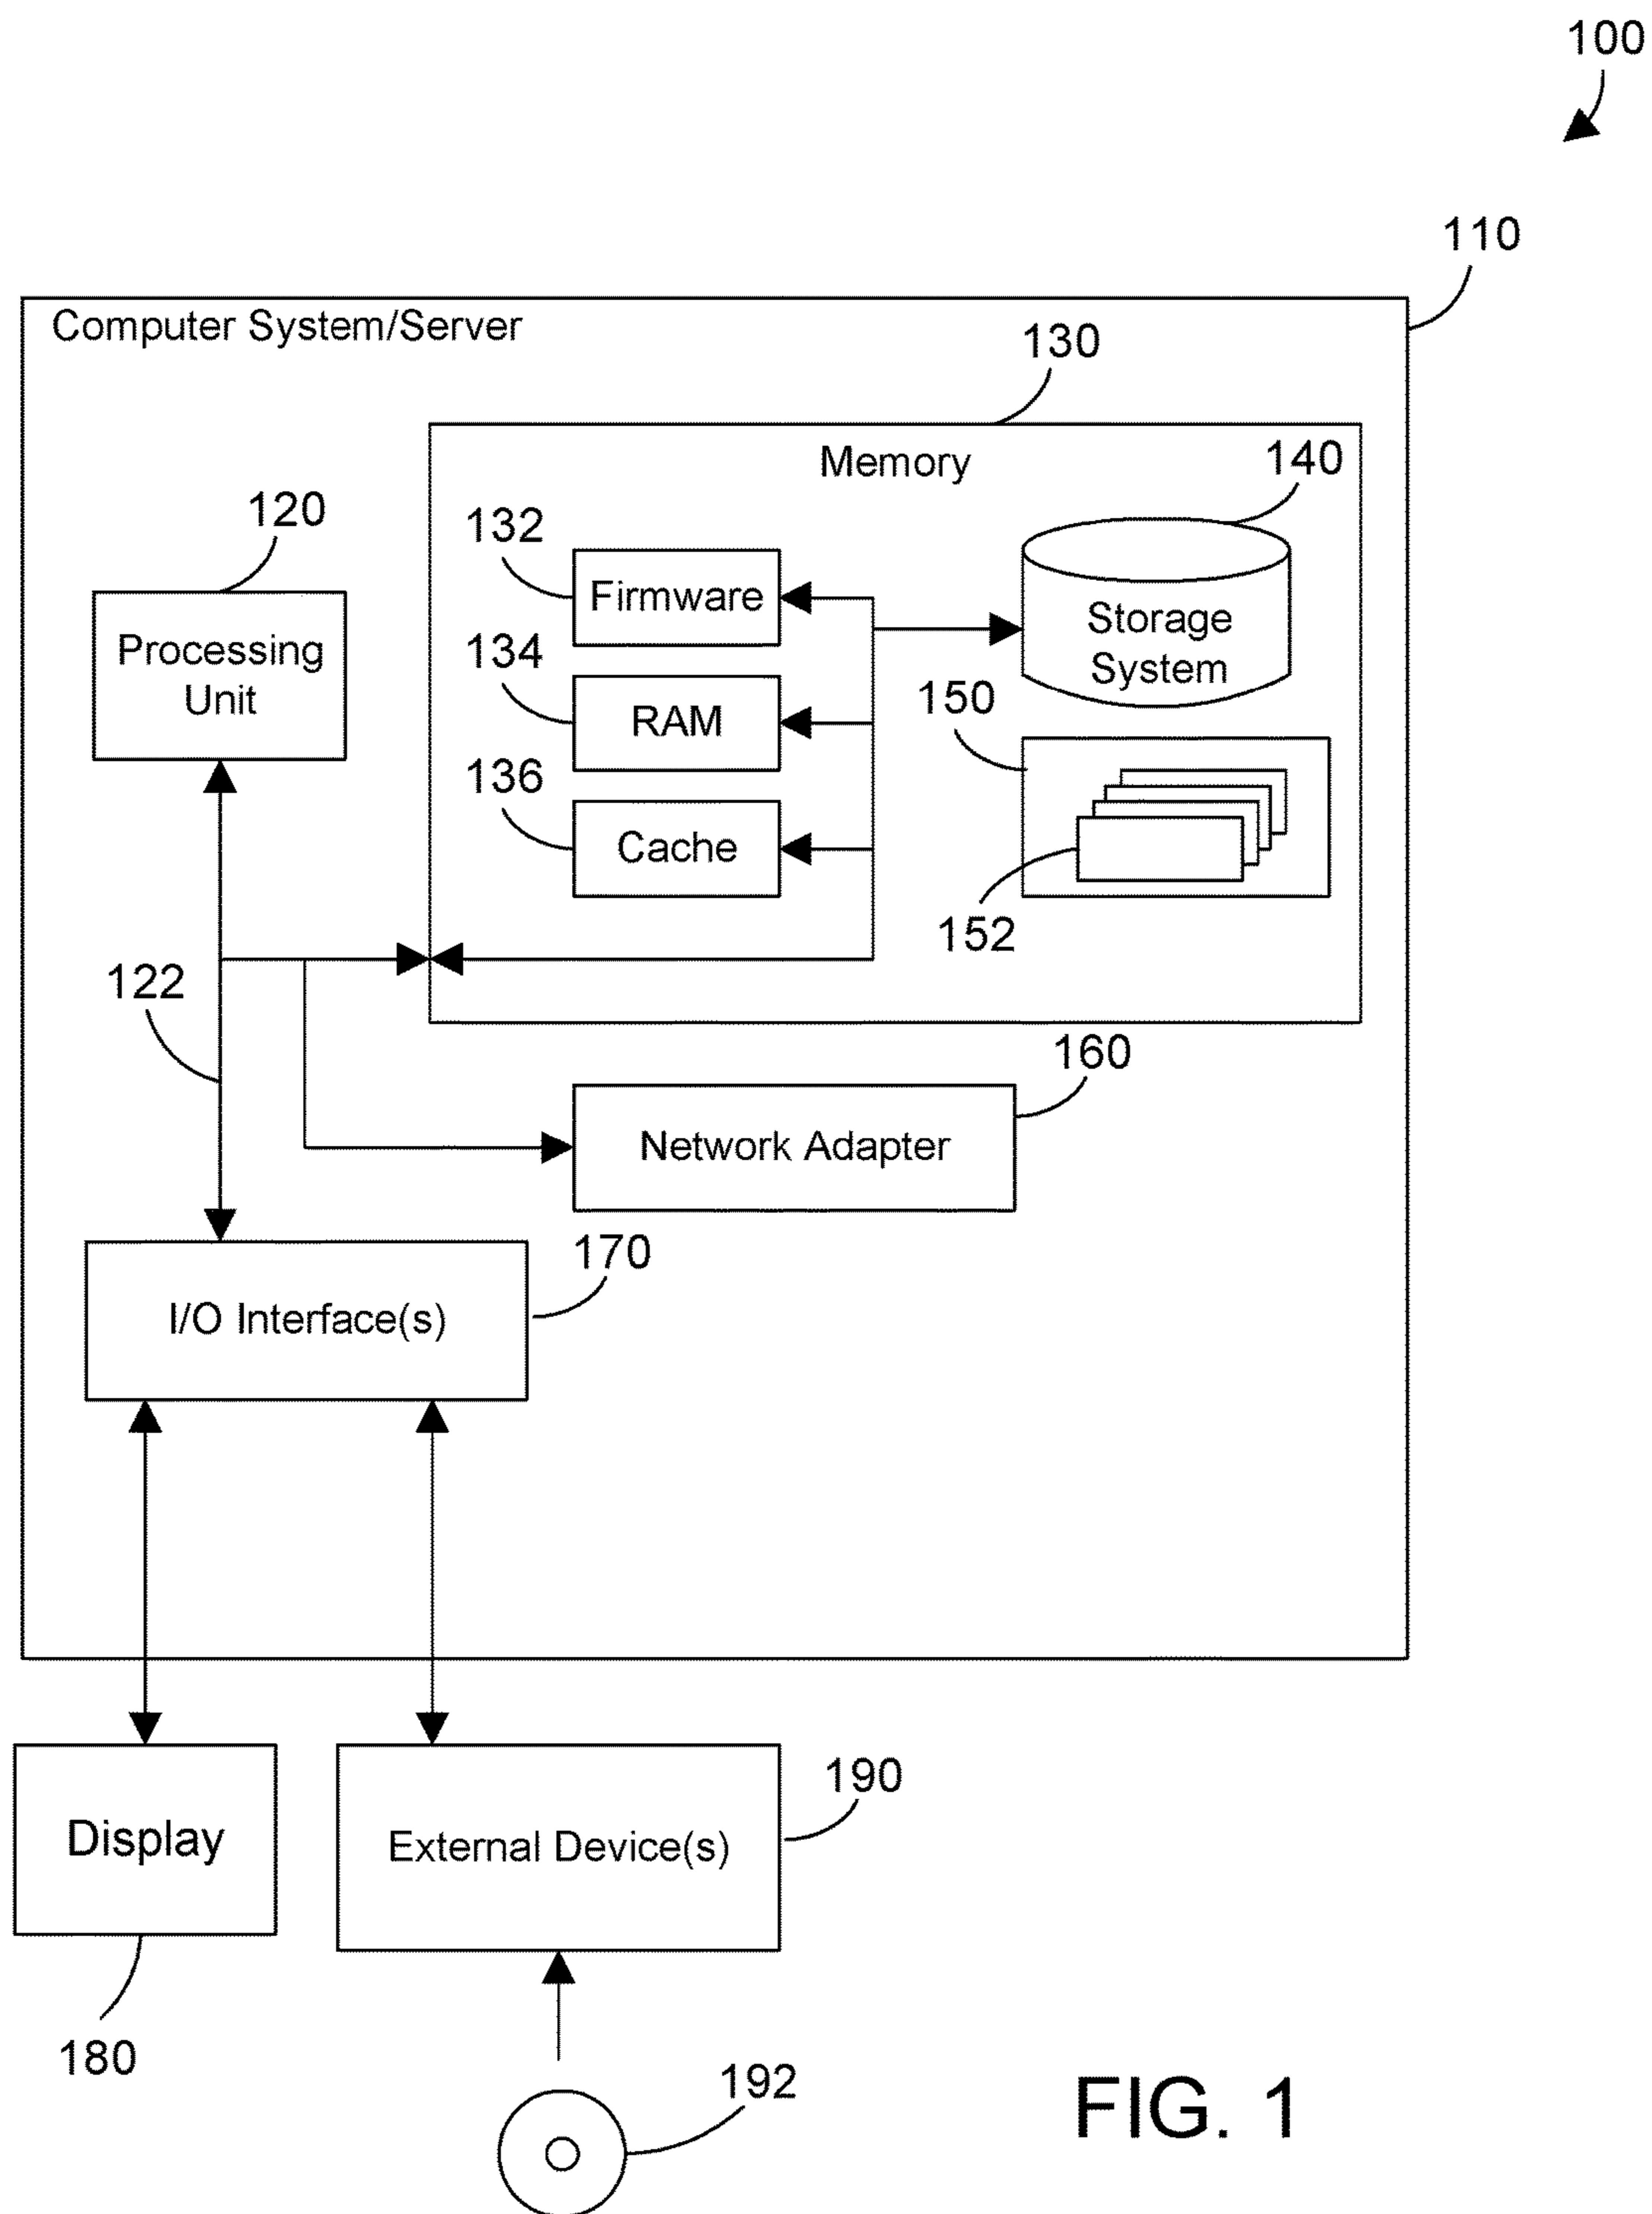 100
110
Computer System/Server
130
Memory
140
120
132
Firmware
Storage
System
Processing
Unit
134
RAM
150
136
Cache
152
122
160
Network Adapter
170
I/O Interface(s)
190
Display
External Device(s)
180
192
FIG. 1